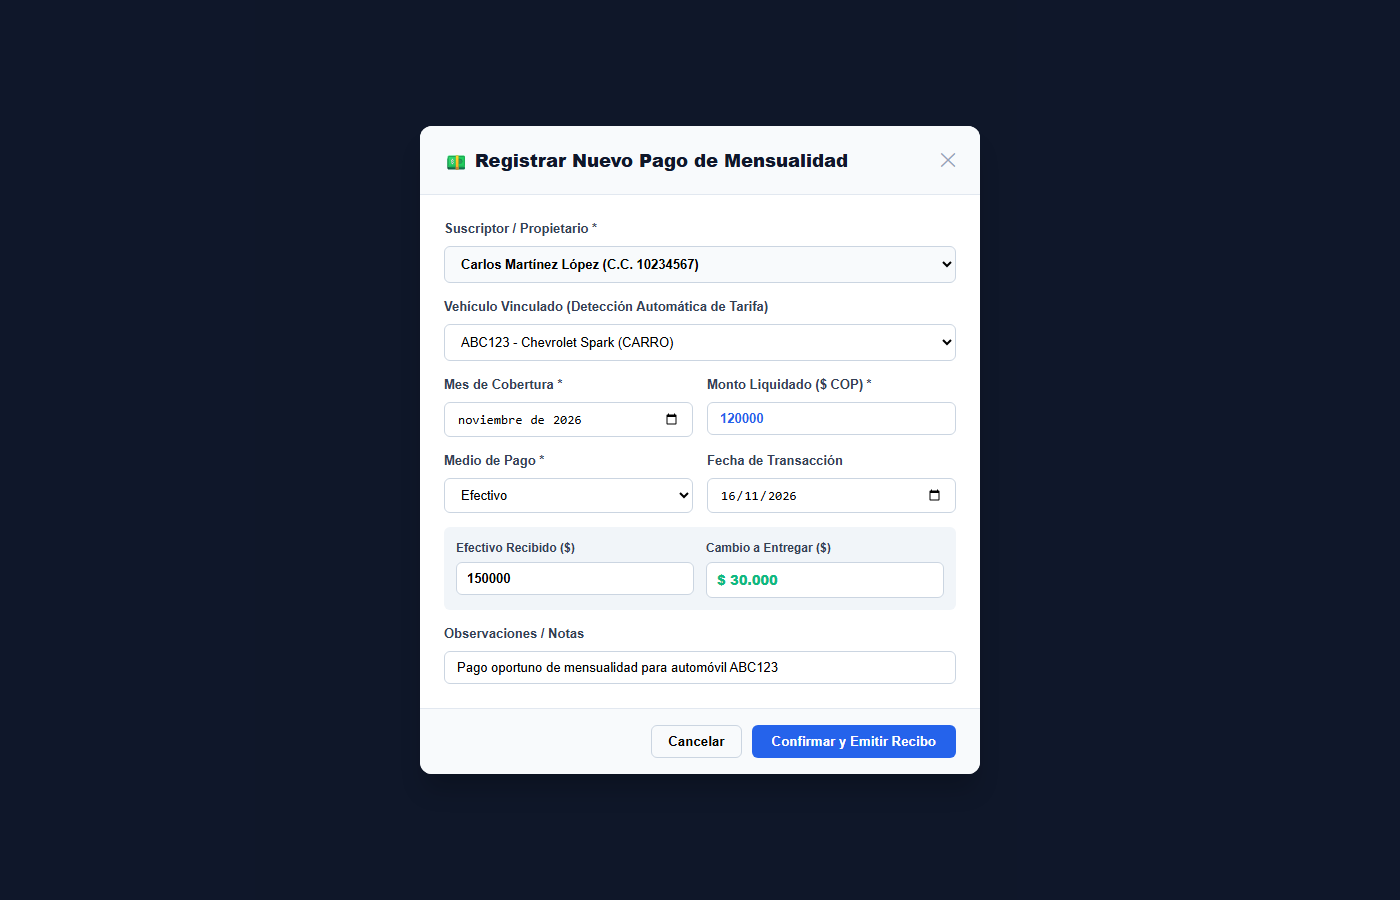 Registrar Nuevo Pago de Mensualidad
Suscriptor / Propietario *
Carlos Martínez López (C.C. 10234567)
Vehículo Vinculado (Detección Automática de Tarifa)
ABC123 - Chevrolet Spark (CARRO)
Mes de Cobertura * Monto Liquidado ($ COP) *
noviembre de 2026 120000
Medio de Pago * Fecha de Transacción
Efectivo 16/11/2026
Efectivo Recibido ($) Cambio a Entregar ($)
150000 $ 30.000
Observaciones / Notas
Pago oportuno de mensualidad para automóvil ABC123
Cancelar Confirmar y Emitir Recibo